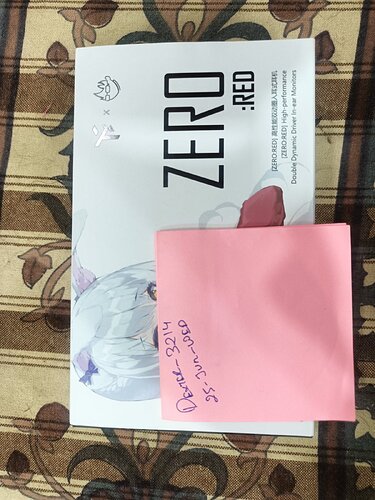 ×
ZERO
:RED
[ZERO:RED] 高性能双动圈入耳式耳机
[ZERO:RED] High-performance
Double Dynamic Driver In-ear Monitors
DEXTER_3214
25-JUN-WED